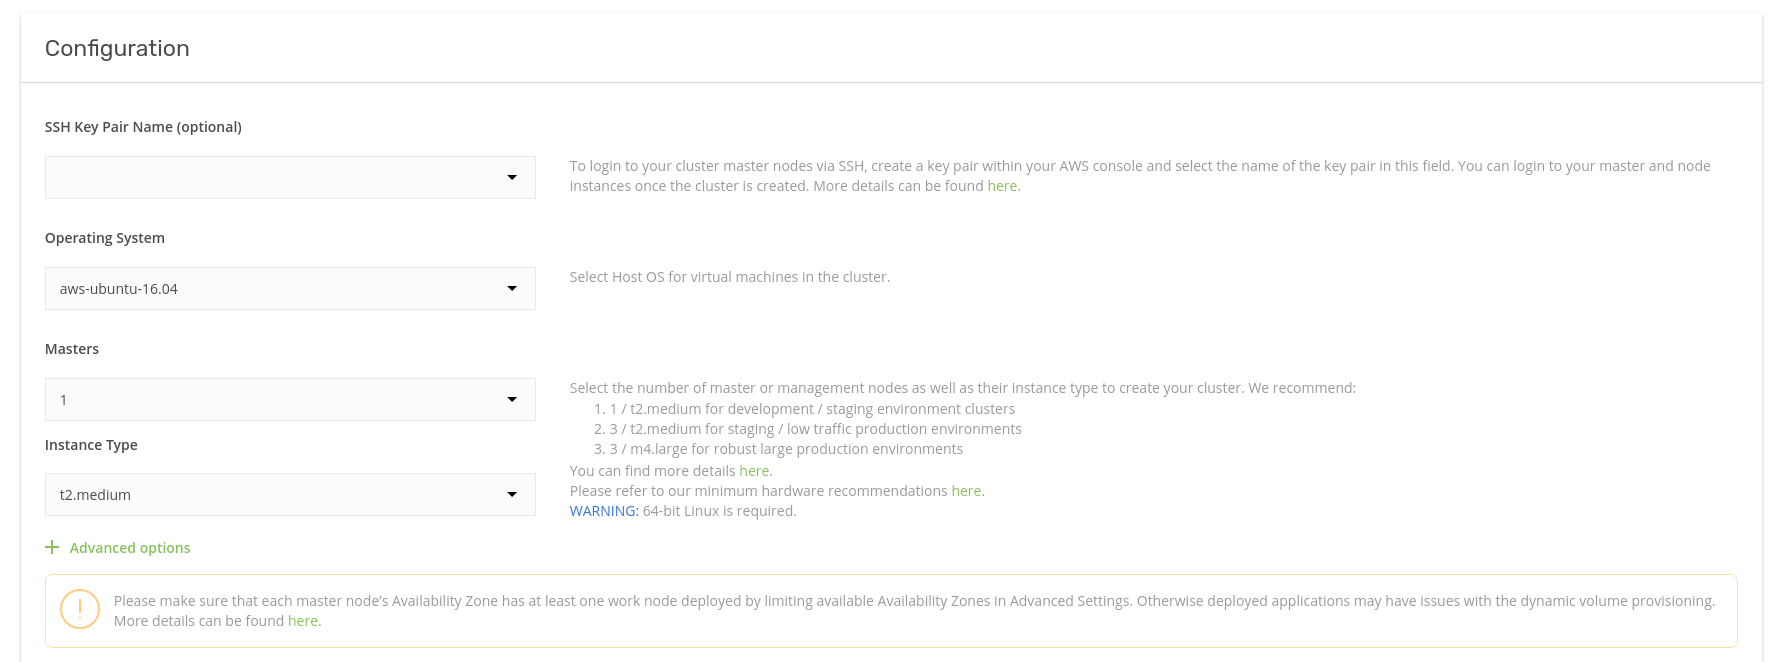 Configuration
SSH Key Pair Name (optional)
To login to your cluster master nodes via SSH, create a key pair within your AWS console and select the name of the key pair in this field. You can login to your master and node
instances once the cluster is created. More details can be found here.
Operating System
aws-ubuntu-16.04
Select Host OS for virtual machines in the cluster.
Masters
1
Select the number of master or management nodes as well as their instance type to create your cluster. We recommend:
1. 1 / t2.medium for development / staging environment clusters
2. 3 / t2.medium for staging / low traffic production environments
3. 3 / m4.large for robust large production environments
Instance Type
t2.medium
You can find more details here.
Please refer to our minimum hardware recommendations here.
WARNING: 64-bit Linux is required.
Advanced options
Please make sure that each master node’s Availability Zone has at least one work node deployed by limiting available Availability Zones in Advanced Settings. Otherwise deployed applications may have issues with the dynamic volume provisioning.
More details can be found here.